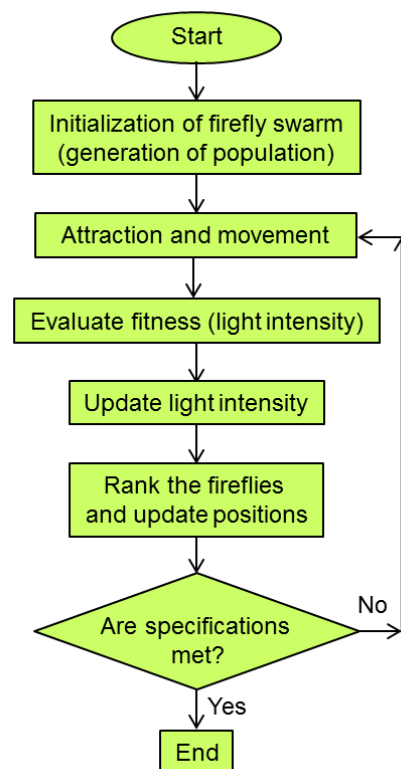 Start
Initialization of firefly swarm
(generation of population)
Attraction and movement
Evaluate fitness (light intensity)
Update light intensity
Rank the fireflies
and update positions
Are specifications
met?
No
Yes
End